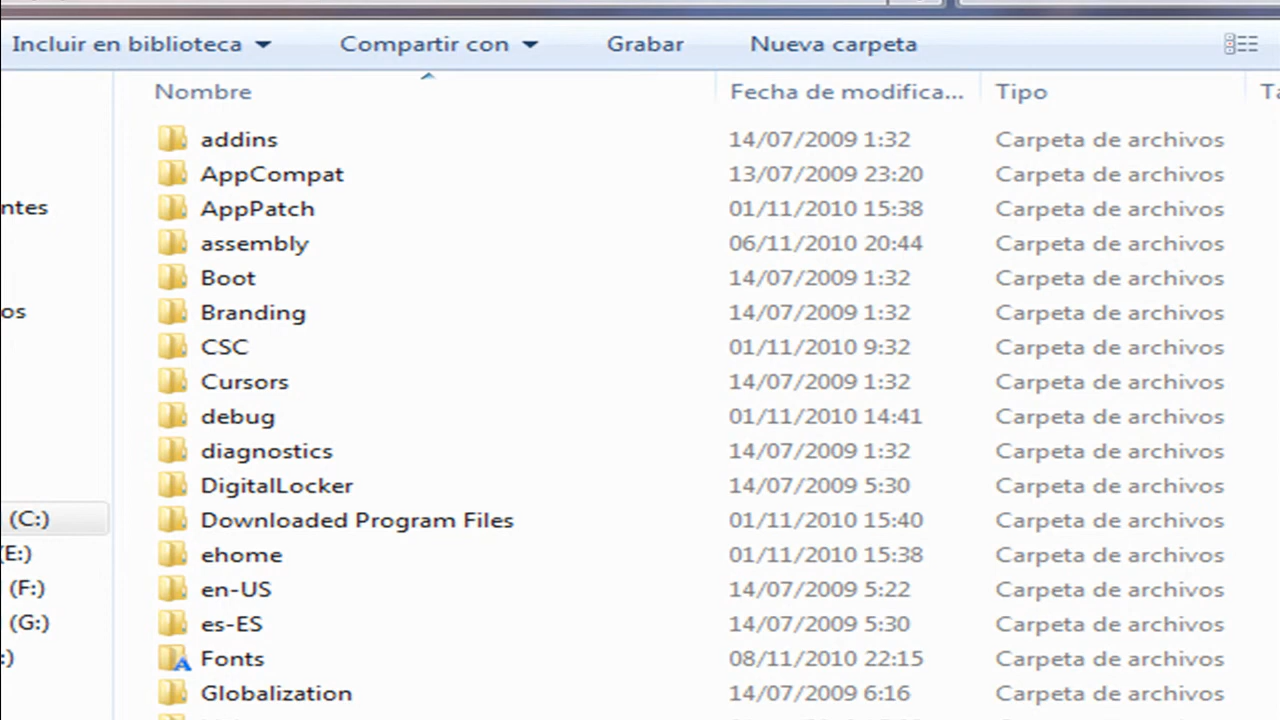 Incluir en biblioteca Compartir con Grabar Nueva carpeta
Nombre Fecha de modifica... Tipo
addins 14/07/2009 1:32 Carpeta de archivos
AppCompat 13/07/2009 23:20 Carpeta de archivos
ntes AppPatch 01/11/2010 15:38 Carpeta de archivos
assembly 06/11/2010 20:44 Carpeta de archivos
Boot 14/07/2009 1:32 Carpeta de archivos
os Branding 14/07/2009 1:32 Carpeta de archivos
CSC 01/11/2010 9:32 Carpeta de archivos
Cursors 14/07/2009 1:32 Carpeta de archivos
debug 01/11/2010 14:41 Carpeta de archivos
diagnostics 14/07/2009 1:32 Carpeta de archivos
DigitalLocker 14/07/2009 5:30 Carpeta de archivos
(C:) Downloaded Program Files 01/11/2010 15:40 Carpeta de archivos
(E:) ehome 01/11/2010 15:38 Carpeta de archivos
(F:) en-US 14/07/2009 5:22 Carpeta de archivos
(G:) es-ES 14/07/2009 5:30 Carpeta de archivos
:) Fonts 08/11/2010 22:15 Carpeta de archivos
Globalization 14/07/2009 6:16 Carpeta de archivos